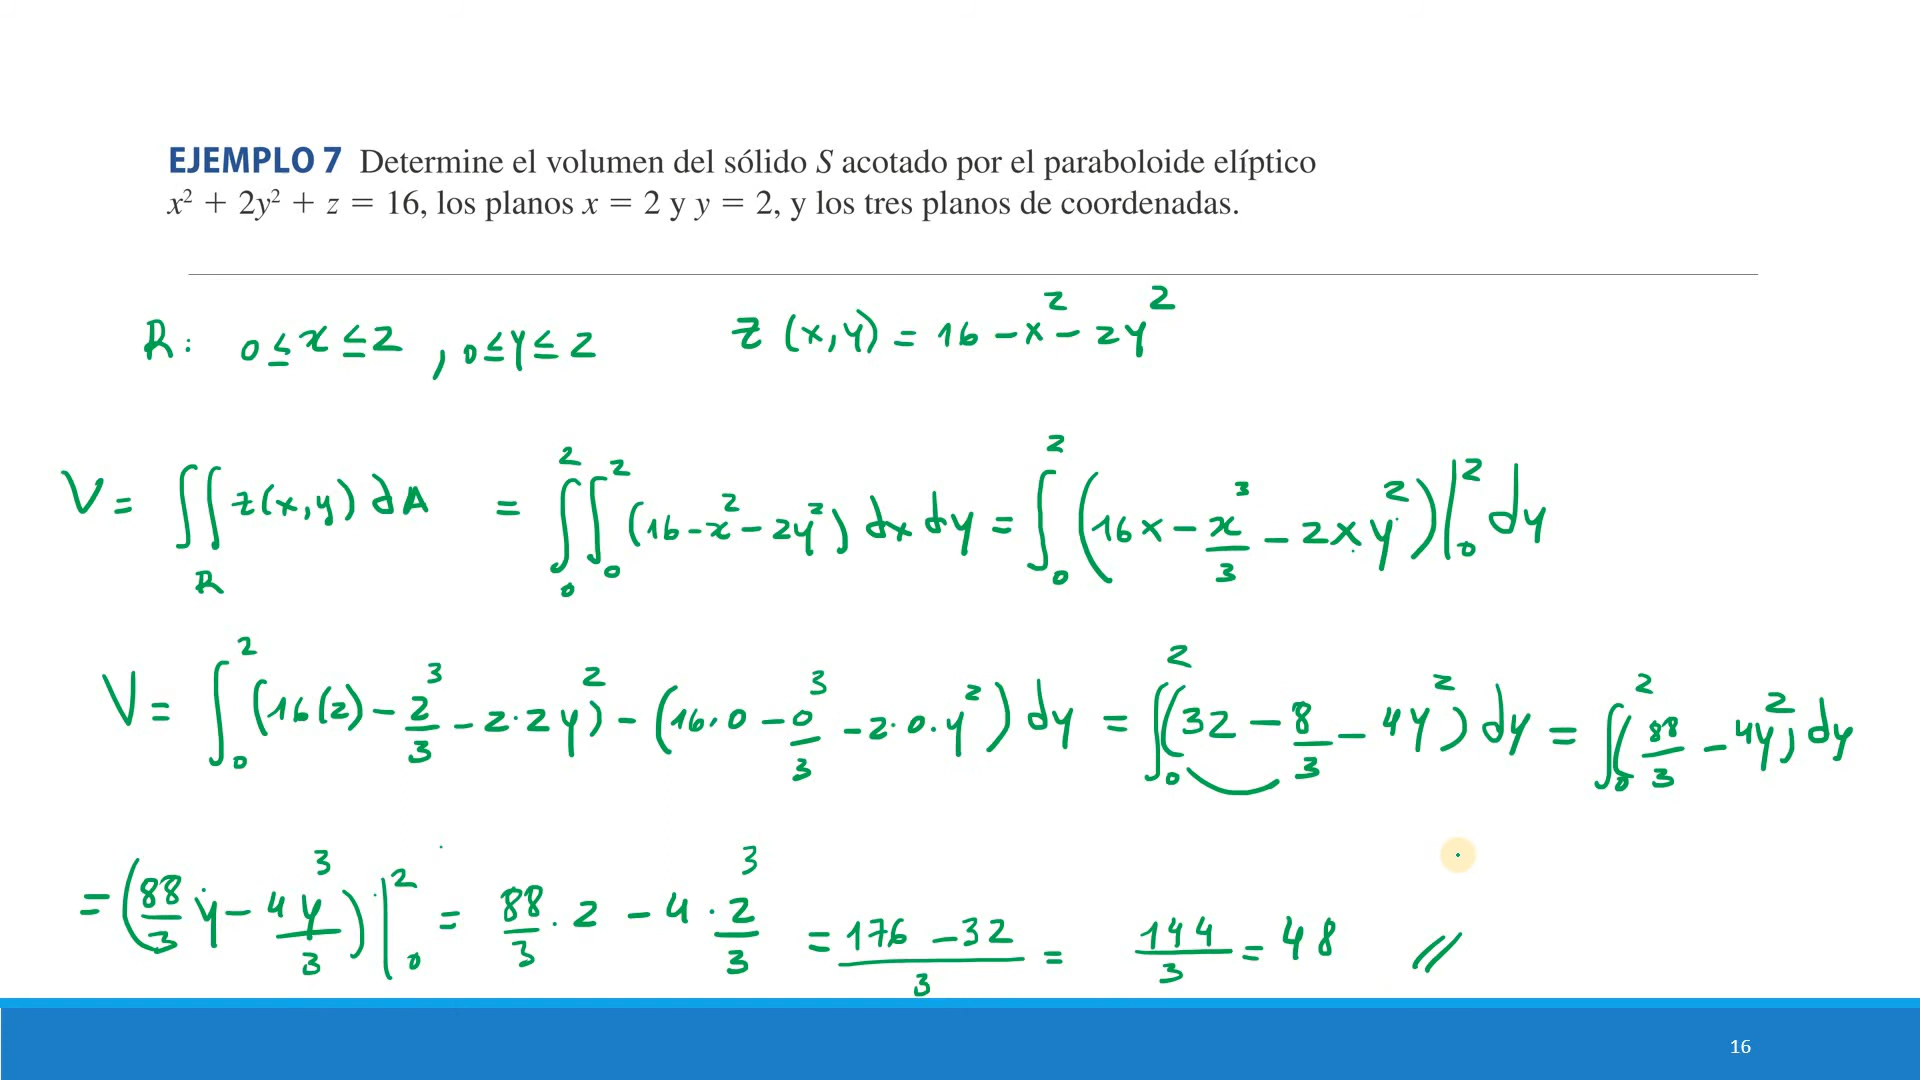 EJEMPLO 7 Determine el volumen del sólido S acotado por el paraboloide elíptico
x² + 2y² + z = 16, los planos x = 2 y y = 2, y los tres planos de coordenadas.
R: 0≤x≤2, 0≤y≤2 z(x,y) = 16 - x² - 2y²
V = ∬_R z(x,y) dA = ∫₀² ∫₀² (16 - x² - 2y²) dx dy = ∫₀² (16x - x³/3 - 2xy²)|₀² dy
V = ∫₀² (16(2) - 2³/3 - 2·2y² - (16·0 - 0³/3 - 2·0·y²) dy = ∫₀² (32 - 8/3 - 4y²) dy = ∫₀² (88/3 - 4y²) dy
= (88/3 y - 4y³/3)|₀² = 88/3 · 2 - 4 · 2³/3 = (176 - 32)/3 = 144/3 = 48 //
16